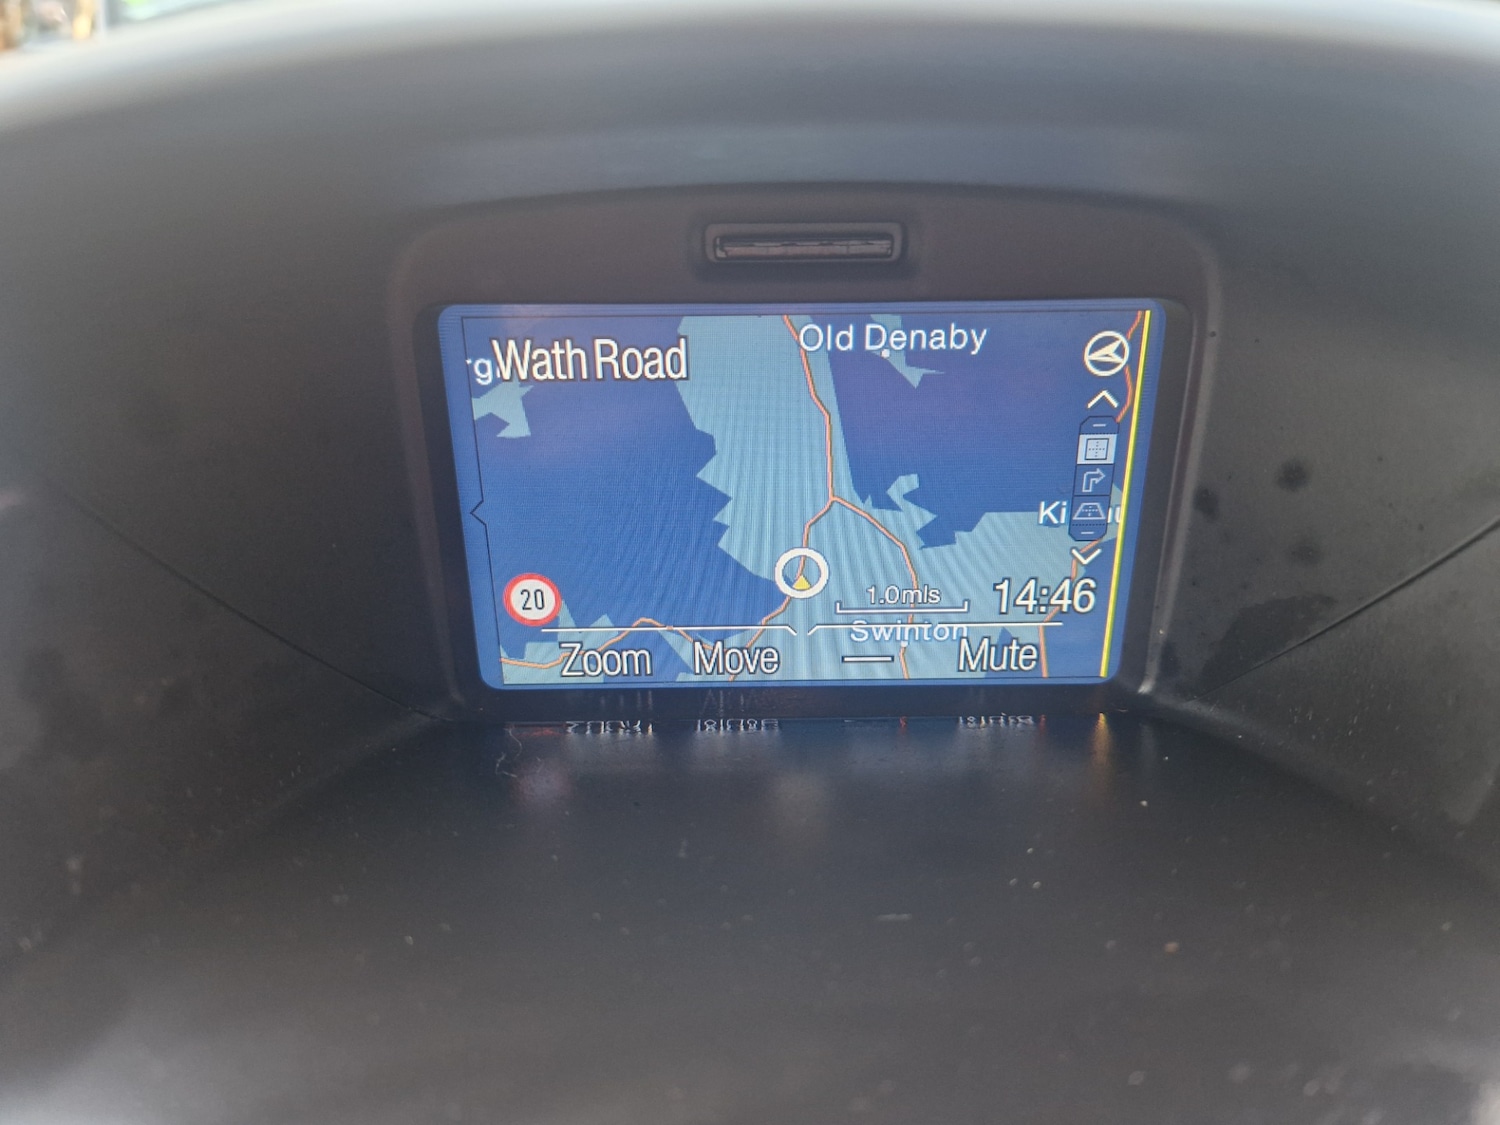 Old Denaby
Wath Road
Ki
20
1.0mls
14:46
Swinton
Zoom
Move
Mute